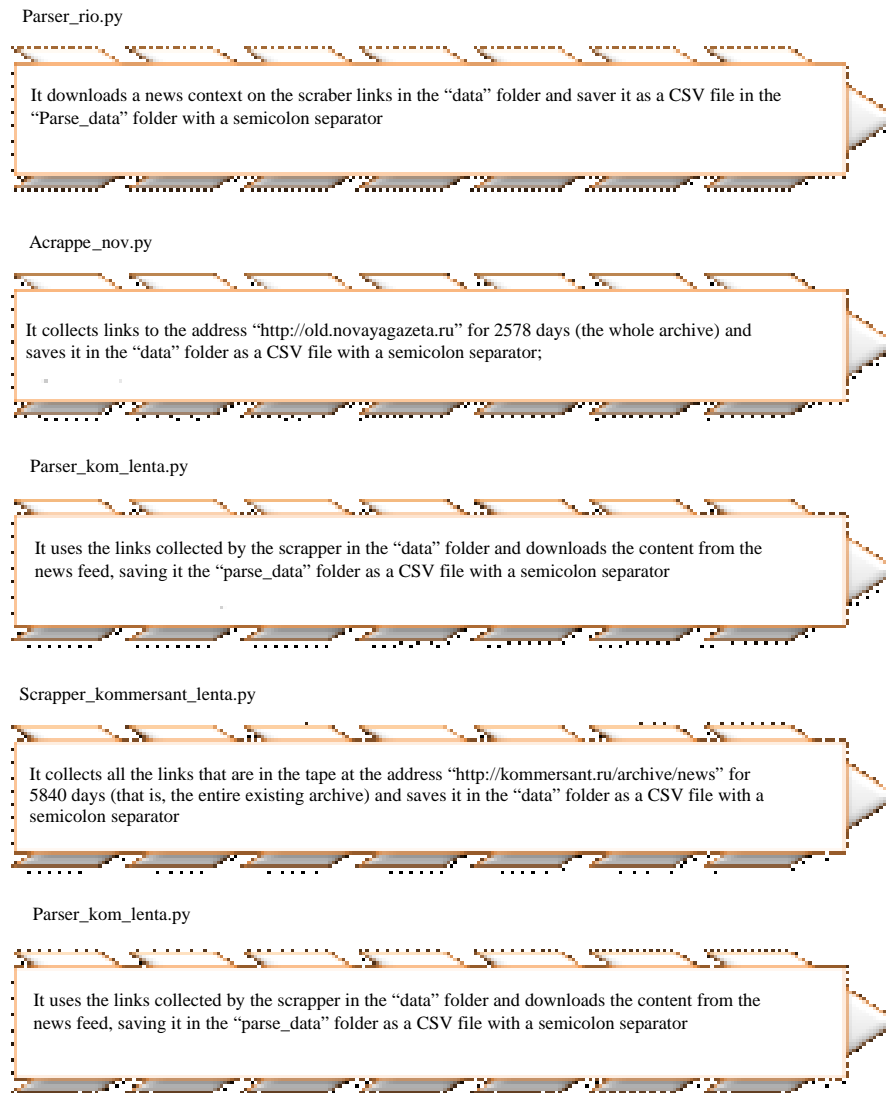 Parser_rio.py
It downloads a news context on the scraber links in the “data” folder and saver it as a CSV file in the
“Parse_data” folder with a semicolon separator
Acrappe_nov.py
It collects links to the address “http://old.novayagazeta.ru” for 2578 days (the whole archive) and
saves it in the “data” folder as a CSV file with a semicolon separator;
Parser_kom_lenta.py
It uses the links collected by the scrapper in the “data” folder and downloads the content from the
news feed, saving it the “parse_data” folder as a CSV file with a semicolon separator
Scrapper_kommersant_lenta.py
It collects all the links that are in the tape at the address “http://kommersant.ru/archive/news” for
5840 days (that is, the entire existing archive) and saves it in the “data” folder as a CSV file with a
semicolon separator
Parser_kom_lenta.py
It uses the links collected by the scrapper in the “data” folder and downloads the content from the
news feed, saving it in the “parse_data” folder as a CSV file with a semicolon separator